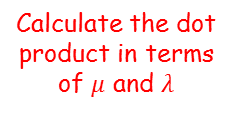 Calculate the dot
product in terms
of μ and λ